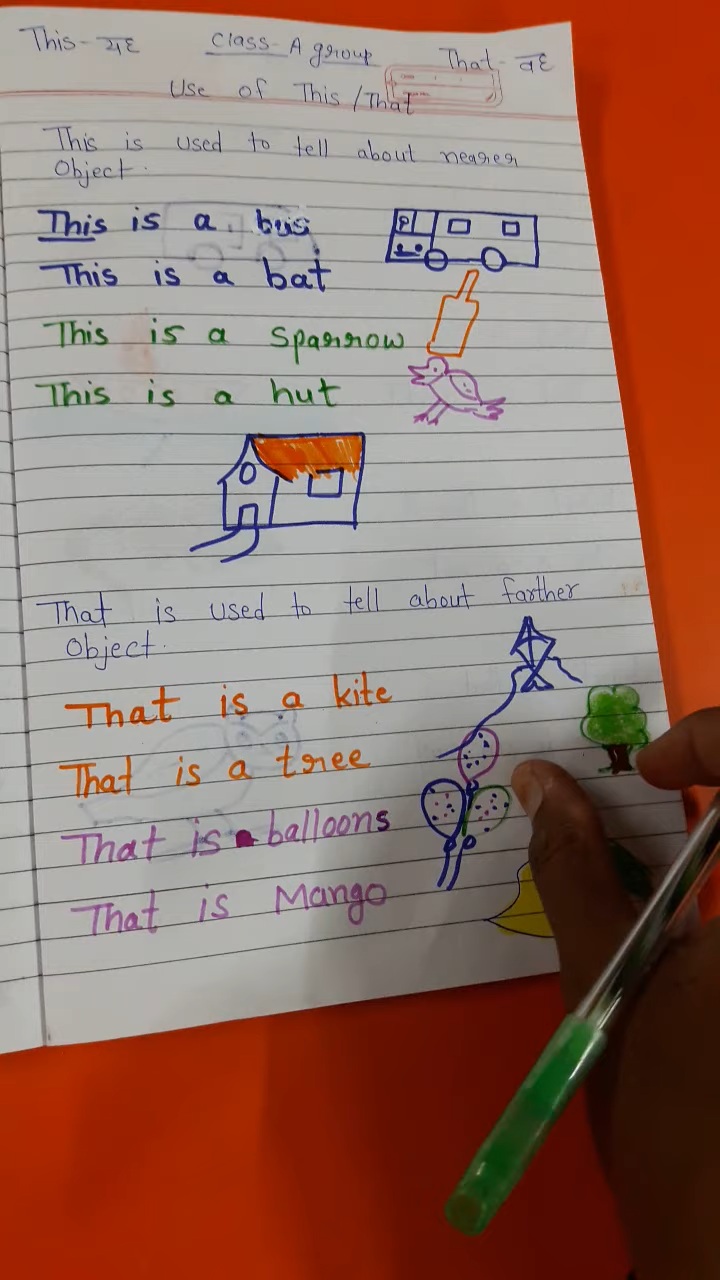 This - यह Class - A group That - वह
Use of This / That
This is used to tell about nearer
Object.
This is a bus
This is a bat
This is a sparrow
This is a hut
That is used to tell about farther
Object.
That is a kite
That is a tree
That is balloons
That is Mango